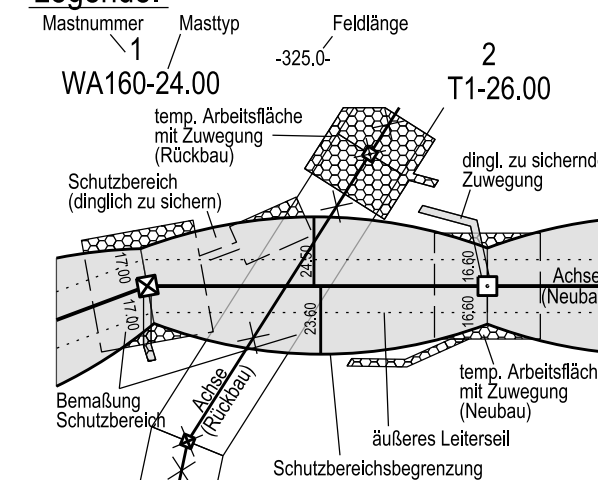 Legende:
Mastnummer
Masttyp
Feldlänge
1
-325.0-
2
WA160-24.00
T1-26.00
temp. Arbeitsfläche
mit Zuwegung
(Rückbau)
dingl. zu sichernde
Zuwegung
Schutzbereich
(dinglich zu sichern)
17.00
17.00
24.50
23.60
16.60
16.60
Achse
(Neubau
Achse
(Rückbau)
Bemaßung
Schutzbereich
temp. Arbeitsfläch
mit Zuwegung
(Neubau)
äußeres Leiterseil
Schutzbereichsbegrenzung